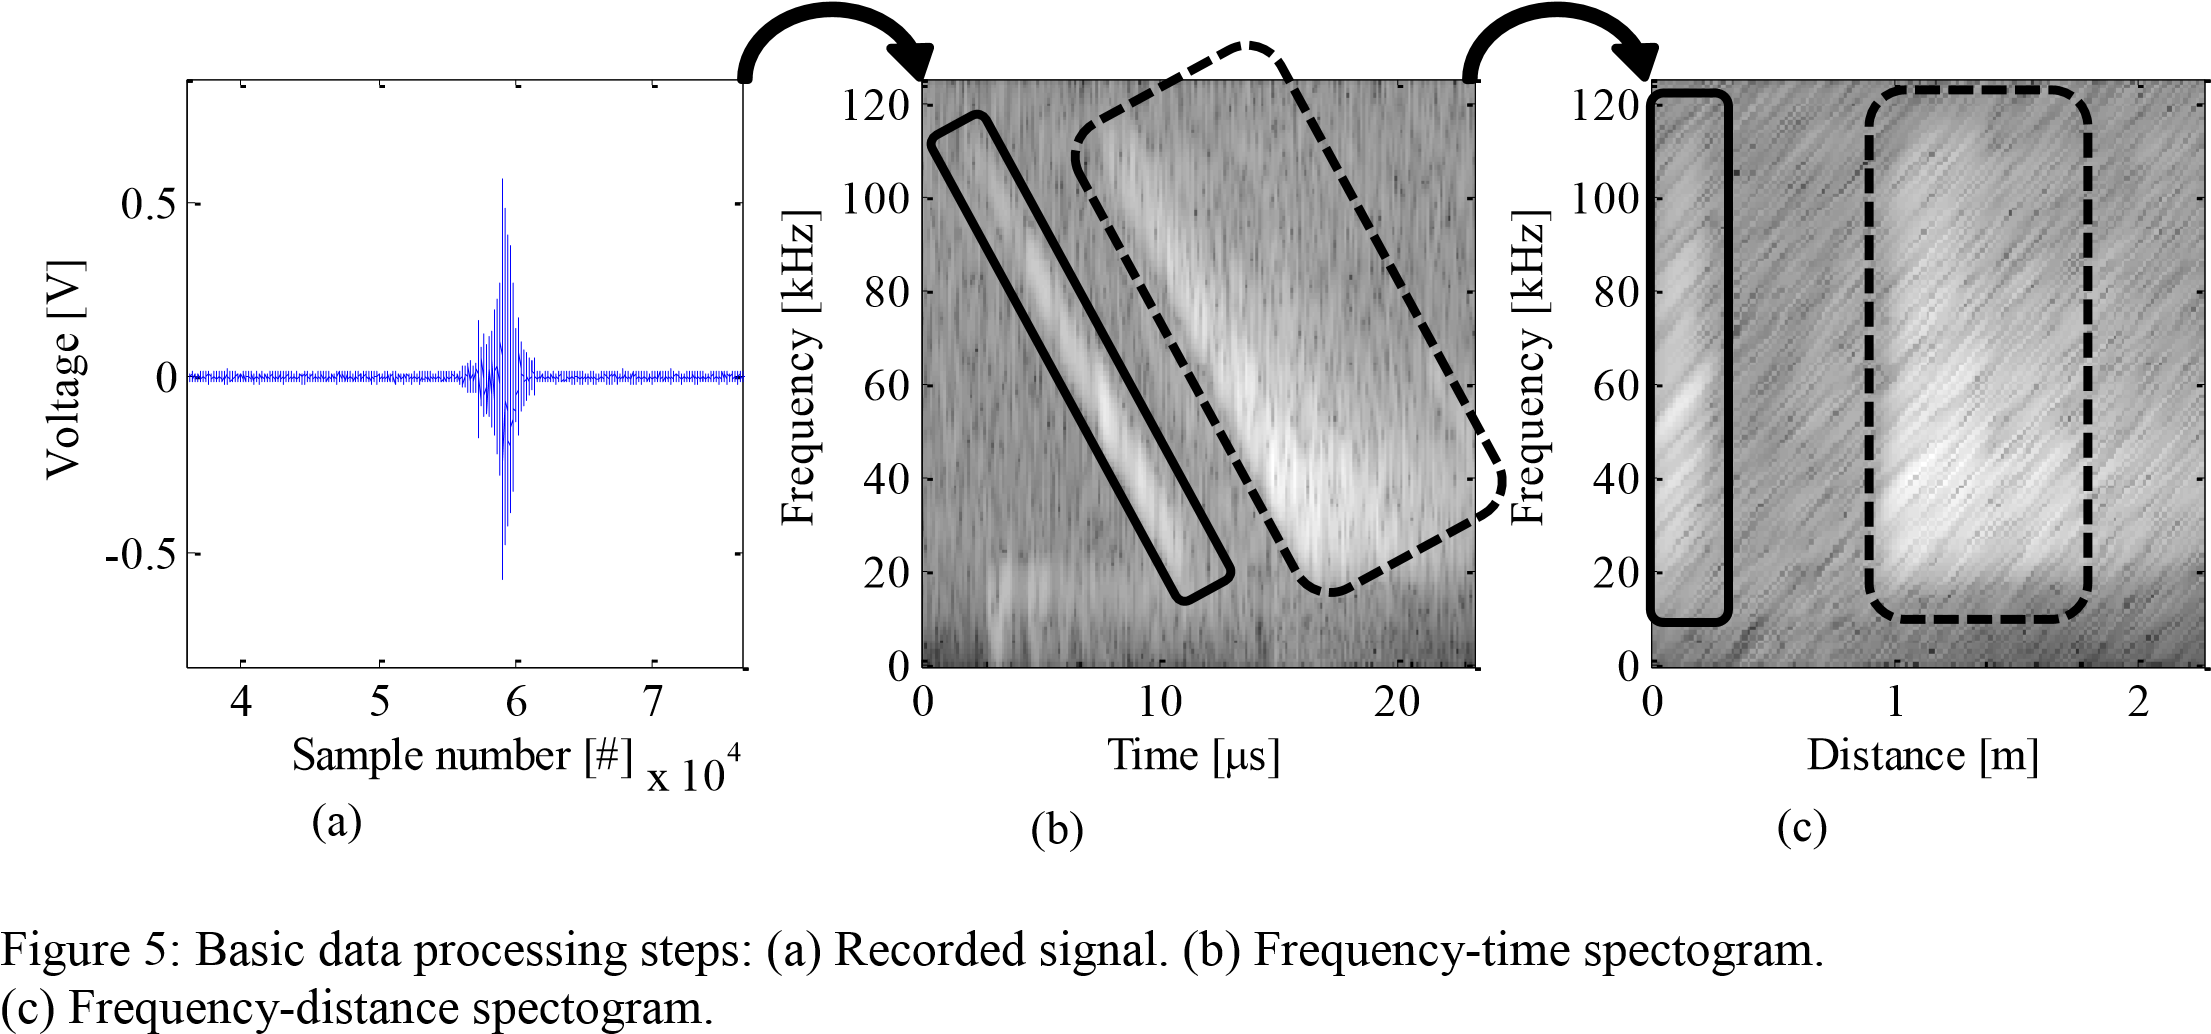 0.5
0
-0.5
Voltage [V]
4 5 6 7
Sample number [#] x 10⁴
(a)
120
100
80
60
40
20
0
Frequency [kHz]
0 10 20
Time [μs]
(b)
120
100
80
60
40
20
0
Frequency [kHz]
0 1 2
Distance [m]
(c)
Figure 5: Basic data processing steps: (a) Recorded signal. (b) Frequency-time spectogram.
(c) Frequency-distance spectogram.